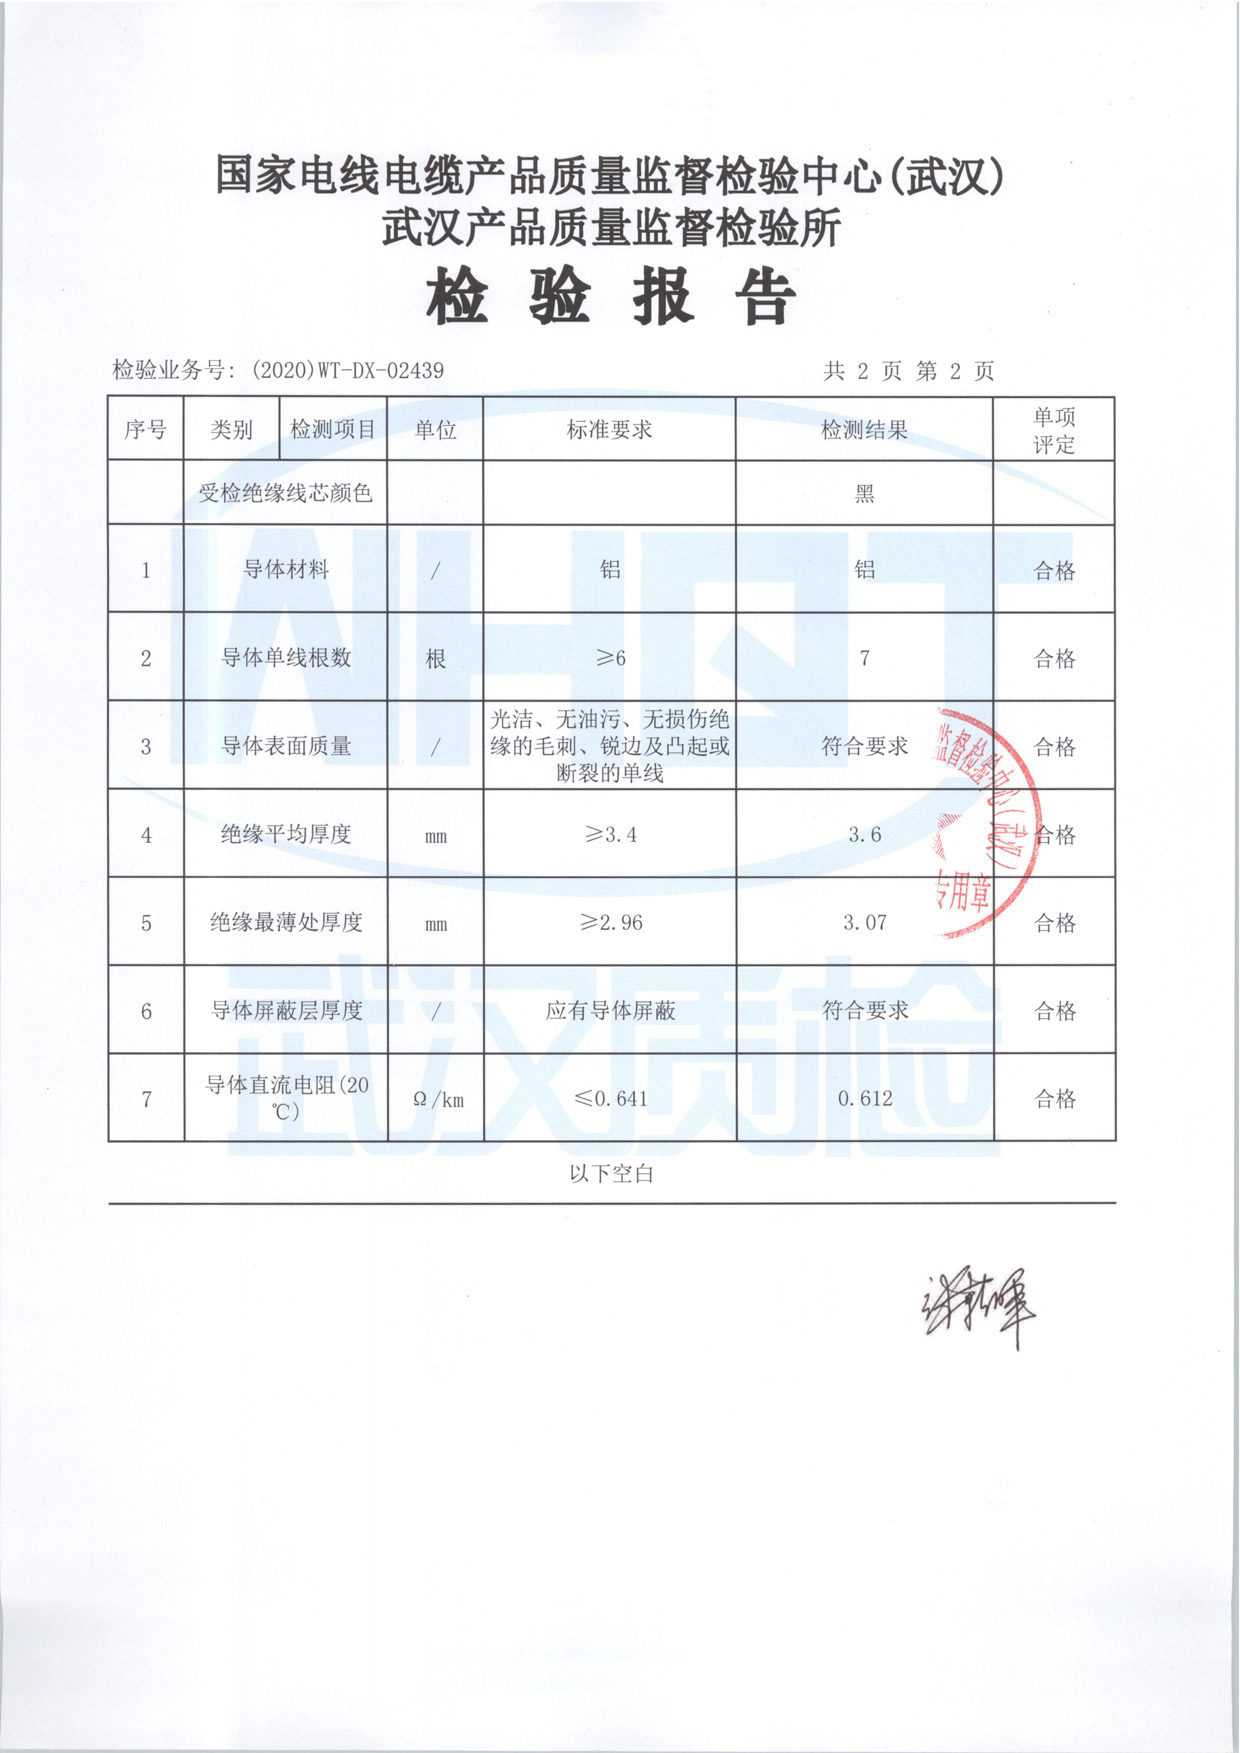 国家电线电缆产品质量监督检验中心(武汉)
武汉产品质量监督检验所
检验报告
检验业务号: (2020)WT-DX-02439 共 2 页 第 2 页
序号 类别 检测项目 单位 标准要求 检测结果 单项
评定
受检绝缘线芯颜色 黑
1 导体材料 / 铝 铝 合格
2 导体单线根数 根 ≥6 7 合格
3 导体表面质量 / 光洁、无油污、无损伤绝
缘的毛刺、锐边及凸起或
断裂的单线 符合要求 合格
4 绝缘平均厚度 mm ≥3.4 3.6 合格
5 绝缘最薄处厚度 mm ≥2.96 3.07 合格
6 导体屏蔽层厚度 / 应有导体屏蔽 符合要求 合格
7 导体直流电阻(20
℃) Ω/km ≤0.641 0.612 合格
以下空白
监督检验中心(武汉)
专用章
WHQT
武汉质检